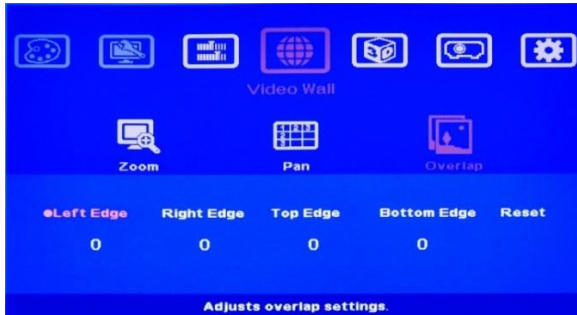 3D
Video Wall
Zoom Pan Overlap
Left Edge Right Edge Top Edge Bottom Edge Reset
0 0 0 0
Adjusts overlap settings.